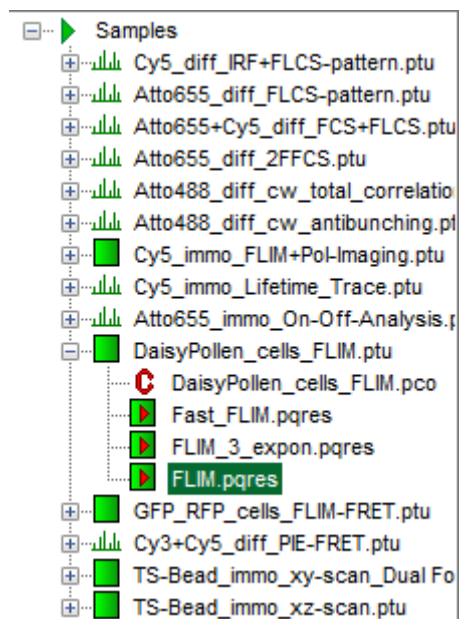 Samples
Cy5_diff_IRF+FLCS-pattern.ptu
Atto655_diff_FLCS-pattern.ptu
Atto655+Cy5_diff_FCS+FLCS.ptu
Atto655_diff_2FFCS.ptu
Atto488_diff_cw_total_correlatio
Atto488_diff_cw_antibunching.pt
Cy5_immo_FLIM+Pol-Imaging.ptu
Cy5_immo_Lifetime_Trace.ptu
Atto655_immo_On-Off-Analysis.p
DaisyPollen_cells_FLIM.ptu
C DaisyPollen_cells_FLIM.pco
Fast_FLIM.pqres
FLIM_3_expon.pqres
FLIM.pqres
GFP_RFP_cells_FLIM-FRET.ptu
Cy3+Cy5_diff_PIE-FRET.ptu
TS-Bead_immo_xy-scan_Dual Fo
TS-Bead_immo_xz-scan.ptu